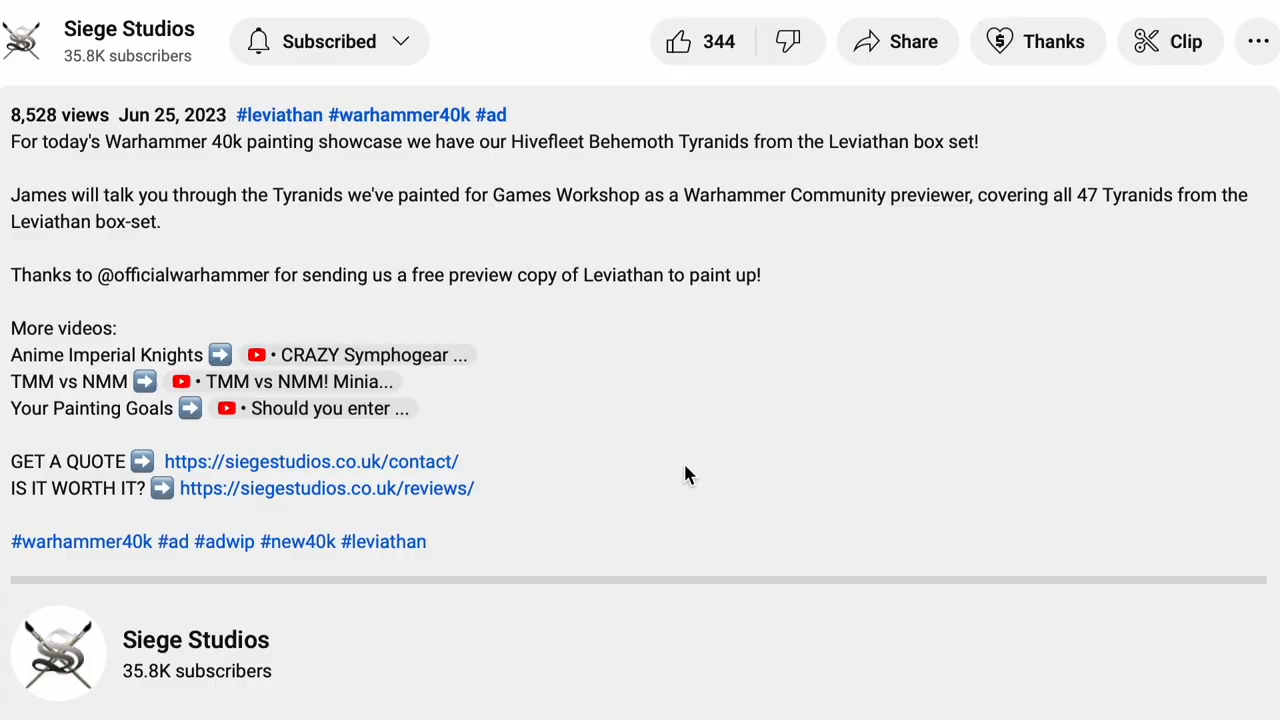 Siege Studios
35.8K subscribers
Subscribed
344
Share
Thanks
Clip
8,528 views Jun 25, 2023 #leviathan #warhammer40k #ad
For today's Warhammer 40k painting showcase we have our Hivefleet Behemoth Tyranids from the Leviathan box set!
James will talk you through the Tyranids we've painted for Games Workshop as a Warhammer Community previewer, covering all 47 Tyranids from the
Leviathan box-set.
Thanks to @officialwarhammer for sending us a free preview copy of Leviathan to paint up!
More videos:
Anime Imperial Knights ➡️ • CRAZY Symphogear ...
TMM vs NMM ➡️ • TMM vs NMM! Minia...
Your Painting Goals ➡️ • Should you enter ...
GET A QUOTE ➡️ https://siegestudios.co.uk/contact/
IS IT WORTH IT? ➡️ https://siegestudios.co.uk/reviews/
#warhammer40k #ad #adwip #new40k #leviathan
Siege Studios
35.8K subscribers